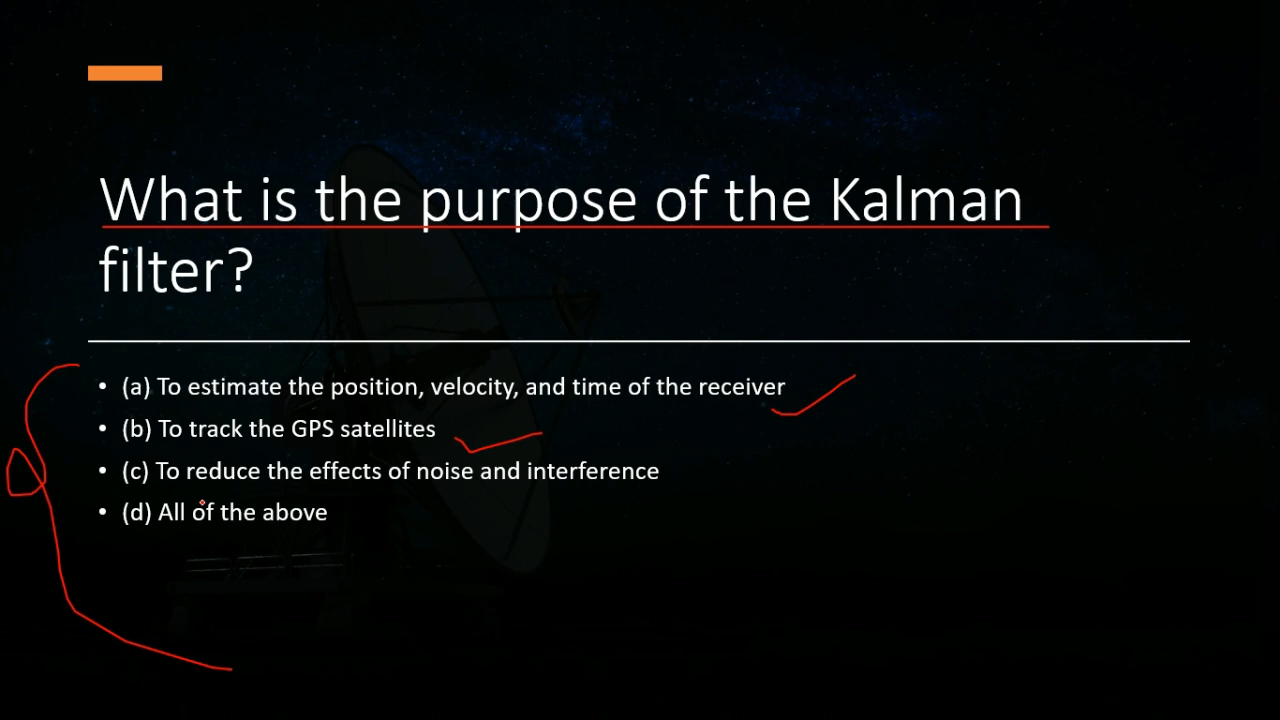 What is the purpose of the Kalman
filter?
• (a) To estimate the position, velocity, and time of the receiver
• (b) To track the GPS satellites
• (c) To reduce the effects of noise and interference
• (d) All of the above